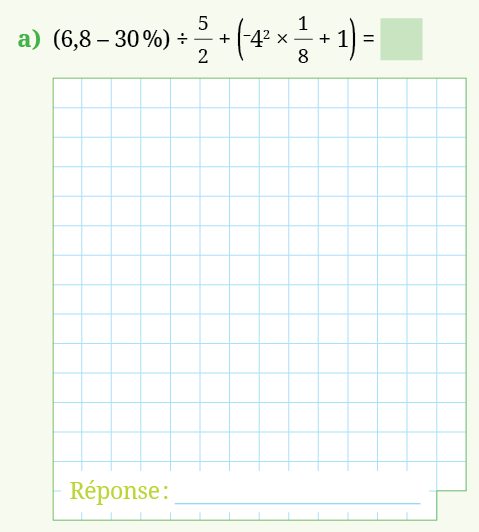 a) (6,8 – 30 %) ÷ 5/2 + (⁻4² × 1/8 + 1) =
Réponse :